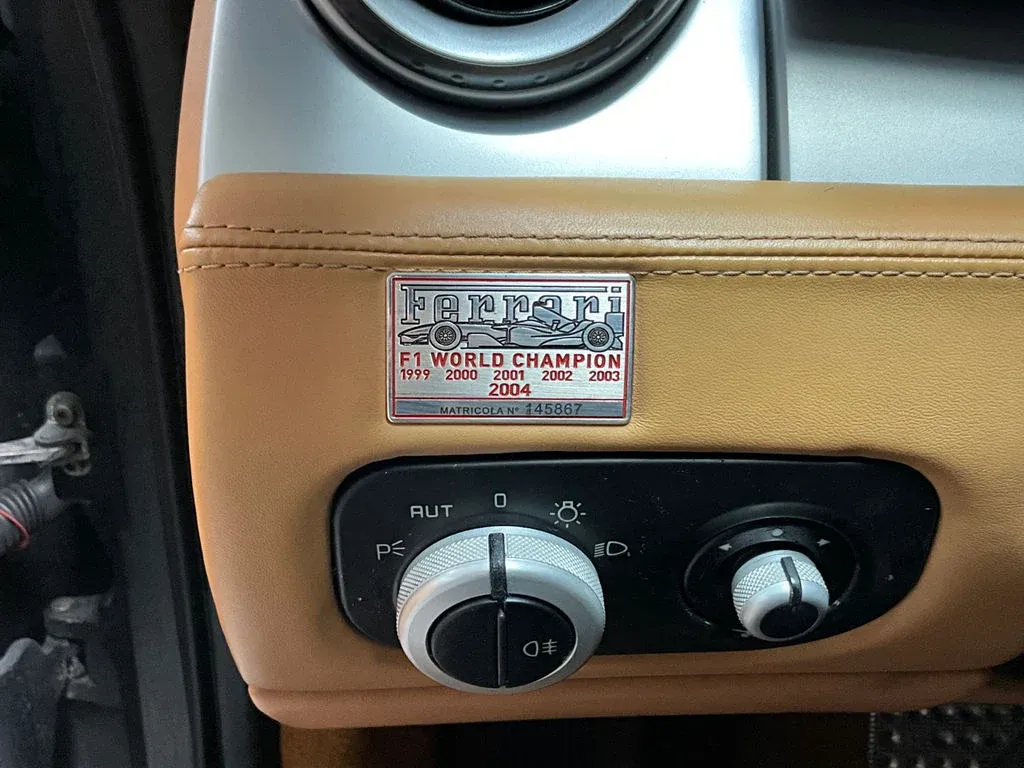 Ferrari
F1 WORLD CHAMPION
1999 2000 2001 2002 2003
2004
MATRICOLA N° 145867
AUT 0
P